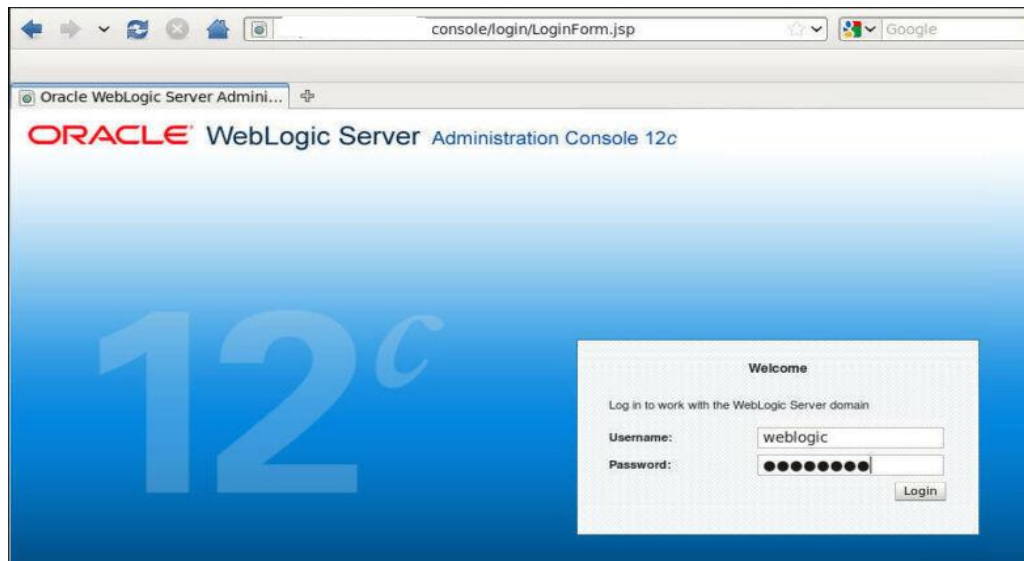 console/login/LoginForm.jsp
Google
Oracle WebLogic Server Admini...
ORACLE WebLogic Server Administration Console 12c
12c
Welcome
Log in to work with the WebLogic Server domain
Username: weblogic
Password: ●●●●●●●●
Login